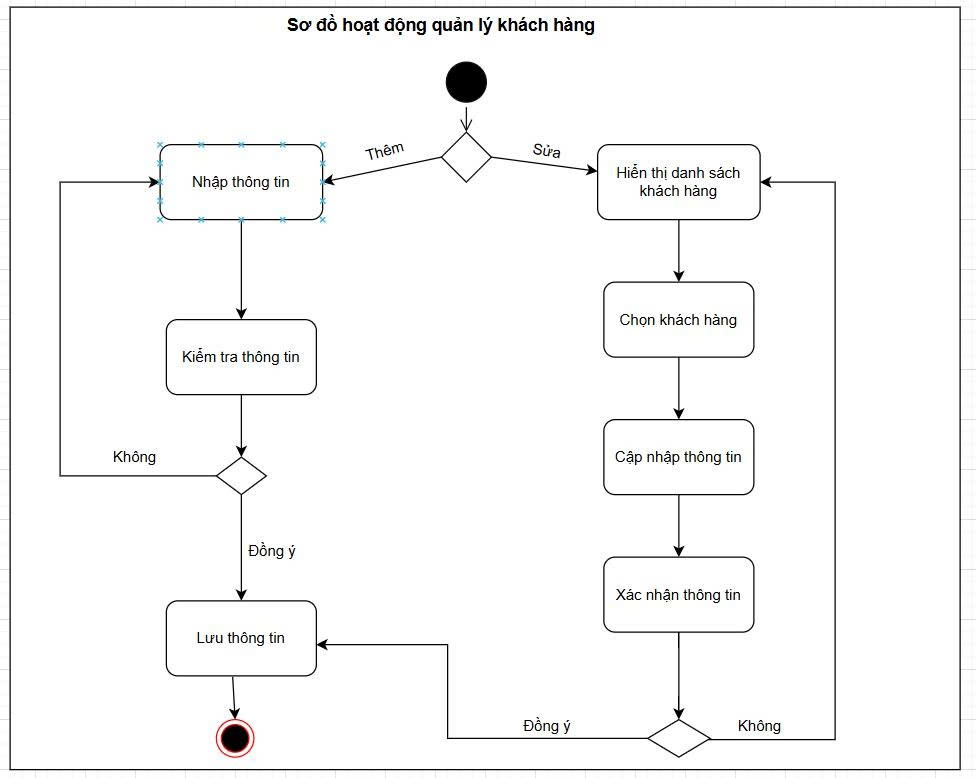 Sơ đồ hoạt động quản lý khách hàng
Thêm
Sửa
Nhập thông tin
Hiển thị danh sách
khách hàng
Chọn khách hàng
Kiểm tra thông tin
Không
Cập nhập thông tin
Đồng ý
Xác nhận thông tin
Lưu thông tin
Đồng ý
Không